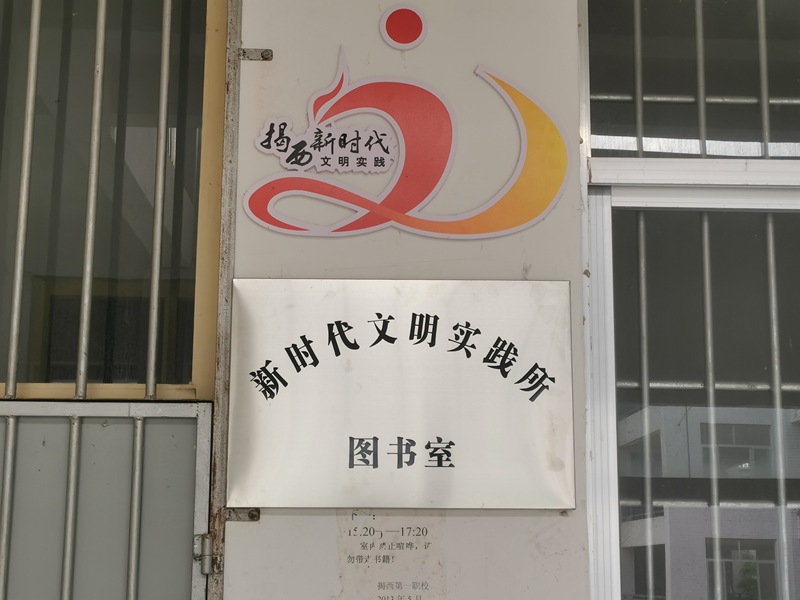 揭西新时代
文明实践
新时代文明实践所
图书室
15:20——17:20
室内禁止喧哗，
勿带 书籍！
揭西第一职校